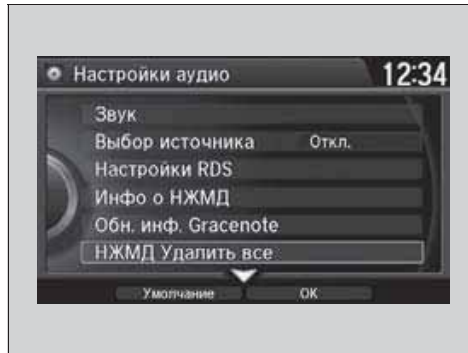 Настройки аудио 12:34
Звук
Выбор источника Откл.
Настройки RDS
Инфо о НЖМД
Обн. инф. Gracenote
НЖМД Удалить все
Умолчание OK